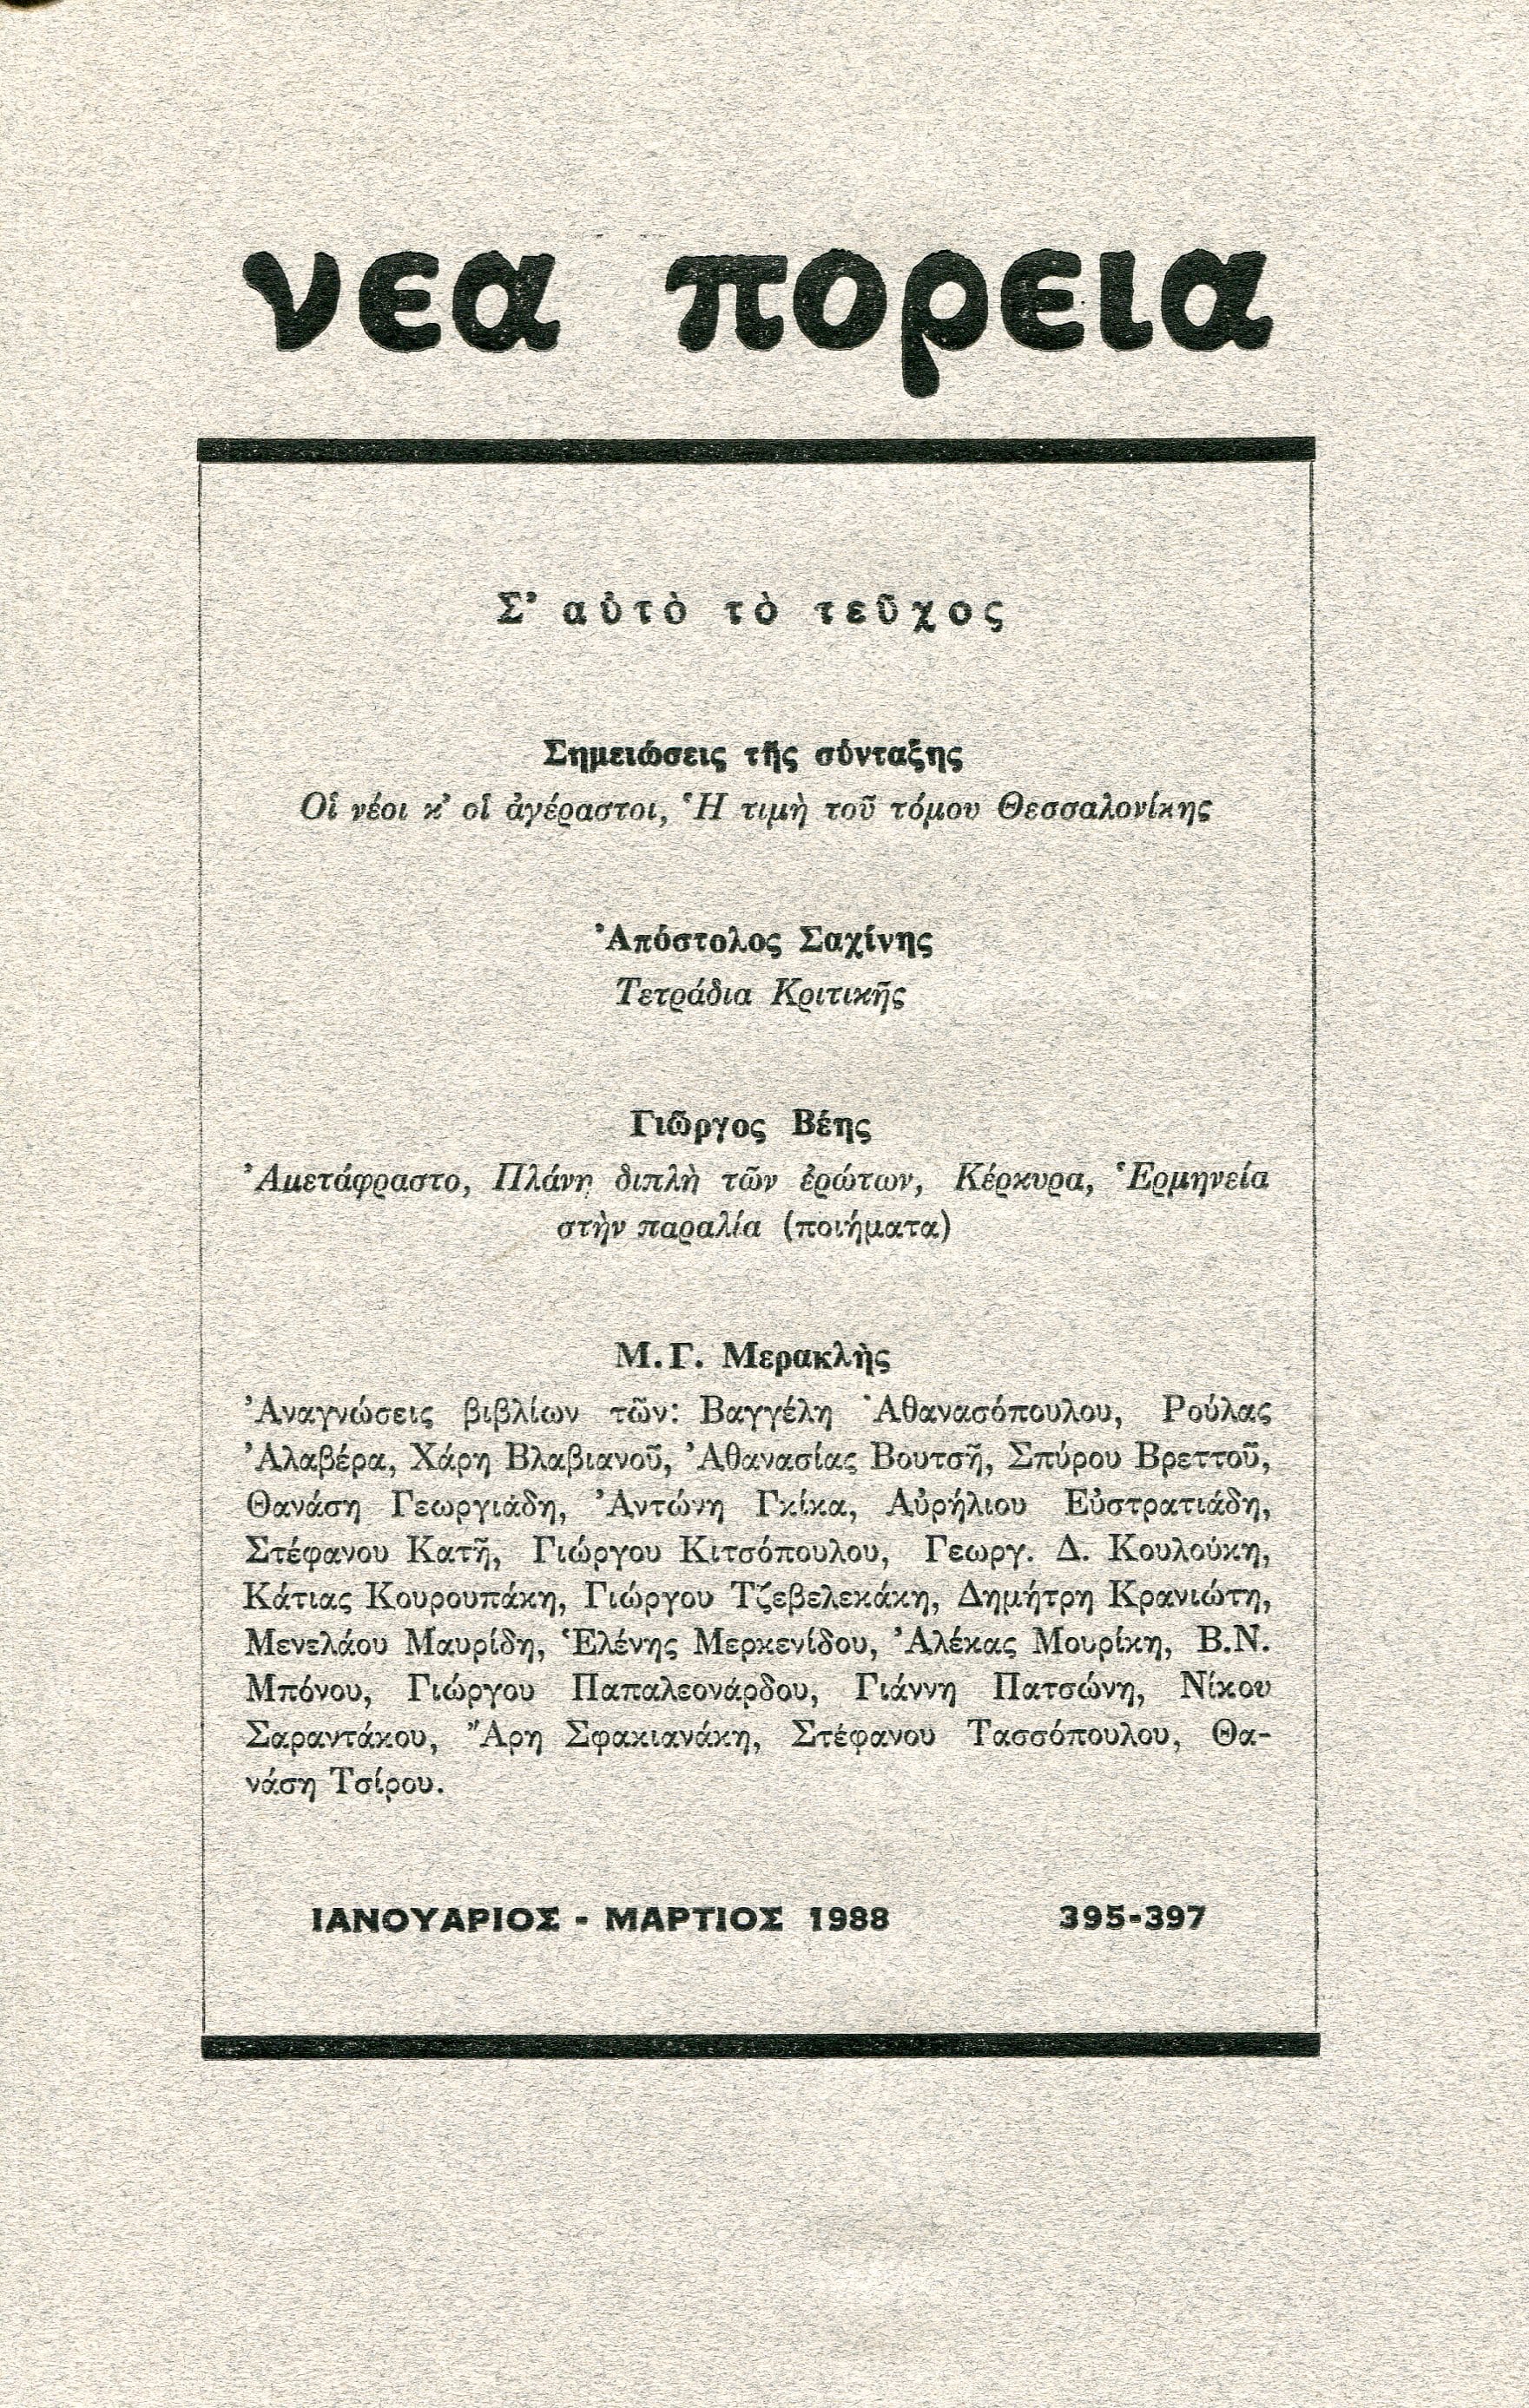 νεα πορεια
Σ' αὐτὸ τὸ τεῦχος
Σημειώσεις τῆς σύνταξης
Οἱ νέοι κ' οἱ ἀγέραστοι, Ἡ τιμὴ τοῦ τόμου Θεσσαλονίκης
Ἀπόστολος Σαχίνης
Τετράδια Κριτικῆς
Γιῶργος Βέης
Ἀμετάφραστο, Πλάνη διπλὴ τῶν ἐρώτων, Κέρκυρα, Ἑρμηνεία
στὴν παραλία (ποιήματα)
Μ. Γ. Μερακλὴς
Ἀναγνώσεις βιβλίων τῶν: Βαγγέλη Ἀθανασόπουλου, Ρούλας
Ἀλαβέρα, Χάρη Βλαβιανοῦ, Ἀθανασίας Βουτσῆ, Σπύρου Βρεττοῦ,
Θανάση Γεωργιάδη, Ἀντώνη Γκίκα, Αὐρήλιου Εὐστρατιάδη,
Στέφανου Κατῆ, Γιώργου Κιτσόπουλου, Γεωργ. Δ. Κουλούκη,
Κάτιας Κουρουπάκη, Γιώργου Τζεβελεκάκη, Δημήτρη Κρανιώτη,
Μενελάου Μαυρίδη, Ἑλένης Μερκενίδου, Ἀλέκας Μουρίκη, Β.Ν.
Μπόνου, Γιώργου Παπαλεονάρδου, Γιάννη Πατσώνη, Νίκου
Σαραντάκου, Ἄρη Σφακιανάκη, Στέφανου Τασσόπουλου, Θα-
νάση Τσίρου.
ΙΑΝΟΥΑΡΙΟΣ - ΜΑΡΤΙΟΣ 1988 395-397